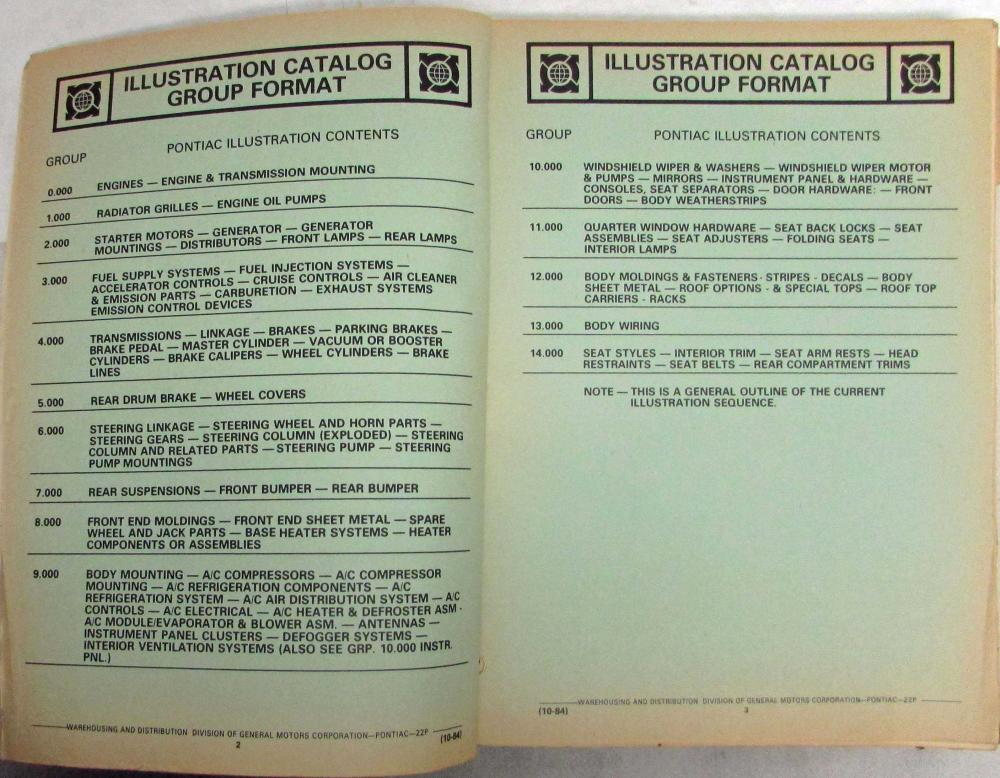 ILLUSTRATION CATALOG
GROUP FORMAT
GROUP PONTIAC ILLUSTRATION CONTENTS
0.000 ENGINES — ENGINE & TRANSMISSION MOUNTING
1.000 RADIATOR GRILLES — ENGINE OIL PUMPS
2.000 STARTER MOTORS — GENERATOR — GENERATOR
MOUNTINGS — DISTRIBUTORS — FRONT LAMPS — REAR LAMPS
3.000 FUEL SUPPLY SYSTEMS — FUEL INJECTION SYSTEMS —
ACCELERATOR CONTROLS — CRUISE CONTROLS — AIR CLEANER
& EMISSION PARTS — CARBURETION — EXHAUST SYSTEMS
EMISSION CONTROL DEVICES
4.000 TRANSMISSIONS — LINKAGE — BRAKES — PARKING BRAKES —
BRAKE PEDAL — MASTER CYLINDER — VACUUM OR BOOSTER
CYLINDERS — BRAKE CALIPERS — WHEEL CYLINDERS — BRAKE
LINES
5.000 REAR DRUM BRAKE — WHEEL COVERS
6.000 STEERING LINKAGE — STEERING WHEEL AND HORN PARTS —
STEERING GEARS — STEERING COLUMN (EXPLODED) — STEERING
COLUMN AND RELATED PARTS — STEERING PUMP — STEERING
PUMP MOUNTINGS
7.000 REAR SUSPENSIONS — FRONT BUMPER — REAR BUMPER
8.000 FRONT END MOLDINGS — FRONT END SHEET METAL — SPARE
WHEEL AND JACK PARTS — BASE HEATER SYSTEMS — HEATER
COMPONENTS OR ASSEMBLIES
9.000 BODY MOUNTING — A/C COMPRESSORS — A/C COMPRESSOR
MOUNTING — A/C REFRIGERATION COMPONENTS — A/C
REFRIGERATION SYSTEM — A/C AIR DISTRIBUTION SYSTEM — A/C
CONTROLS — A/C ELECTRICAL — A/C HEATER & DEFROSTER ASM -
A/C MODULE/EVAPORATOR & BLOWER ASM. — ANTENNAS —
INSTRUMENT PANEL CLUSTERS — DEFOGGER SYSTEMS —
INTERIOR VENTILATION SYSTEMS (ALSO SEE GRP. 10.000 INSTR.
PNL.)
WAREHOUSING AND DISTRIBUTION DIVISION OF GENERAL MOTORS CORPORATION—PONTIAC—22P
2 (10-84)
ILLUSTRATION CATALOG
GROUP FORMAT
GROUP PONTIAC ILLUSTRATION CONTENTS
10.000 WINDSHIELD WIPER & WASHERS — WINDSHIELD WIPER MOTOR
& PUMPS — MIRRORS — INSTRUMENT PANEL & HARDWARE —
CONSOLES, SEAT SEPARATORS — DOOR HARDWARE: — FRONT
DOORS — BODY WEATHERSTRIPS
11.000 QUARTER WINDOW HARDWARE — SEAT BACK LOCKS — SEAT
ASSEMBLIES — SEAT ADJUSTERS — FOLDING SEATS —
INTERIOR LAMPS
12.000 BODY MOLDINGS & FASTENERS - STRIPES - DECALS — BODY
SHEET METAL — ROOF OPTIONS - & SPECIAL TOPS — ROOF TOP
CARRIERS - RACKS
13.000 BODY WIRING
14.000 SEAT STYLES — INTERIOR TRIM — SEAT ARM RESTS — HEAD
RESTRAINTS — SEAT BELTS — REAR COMPARTMENT TRIMS
NOTE — THIS IS A GENERAL OUTLINE OF THE CURRENT
ILLUSTRATION SEQUENCE.
WAREHOUSING AND DISTRIBUTION DIVISION OF GENERAL MOTORS CORPORATION—PONTIAC—22P
(10-84) 3